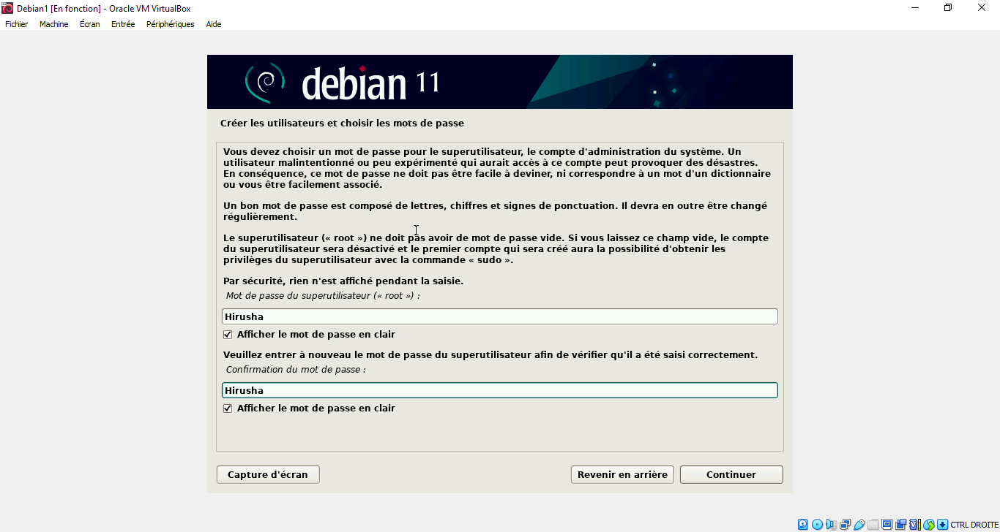 Debian1 [En fonction] - Oracle VM VirtualBox
Fichier Machine Écran Entrée Périphériques Aide
debian 11
Créer les utilisateurs et choisir les mots de passe
Vous devez choisir un mot de passe pour le superutilisateur, le compte d'administration du système. Un
utilisateur malintentionné ou peu expérimenté qui aurait accès à ce compte peut provoquer des désastres.
En conséquence, ce mot de passe ne doit pas être facile à deviner, ni correspondre à un mot d'un dictionnaire
ou vous être facilement associé.
Un bon mot de passe est composé de lettres, chiffres et signes de ponctuation. Il devra en outre être changé
régulièrement.
Le superutilisateur (« root ») ne doit pas avoir de mot de passe vide. Si vous laissez ce champ vide, le compte
du superutilisateur sera désactivé et le premier compte qui sera créé aura la possibilité d'obtenir les
privilèges du superutilisateur avec la commande « sudo ».
Par sécurité, rien n'est affiché pendant la saisie.
Mot de passe du superutilisateur (« root ») :
Hirusha
Afficher le mot de passe en clair
Veuillez entrer à nouveau le mot de passe du superutilisateur afin de vérifier qu'il a été saisi correctement.
Confirmation du mot de passe :
Hirusha
Afficher le mot de passe en clair
Capture d'écran Revenir en arrière Continuer
CTRL DROITE